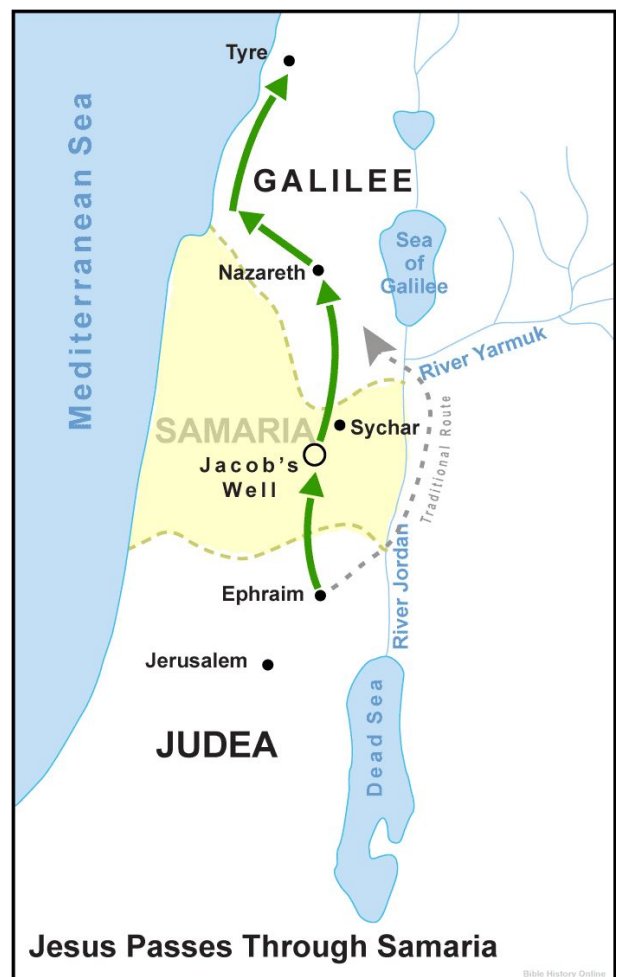 Tyre
Mediterranean Sea
GALILEE
Sea
of
Galilee
Nazareth
River Yarmuk
SAMARIA
Sychar
Jacob's
Well
Traditional Route
Ephraim
River Jordan
Jerusalem
JUDEA
Dead Sea
Jesus Passes Through Samaria
Bible History Online